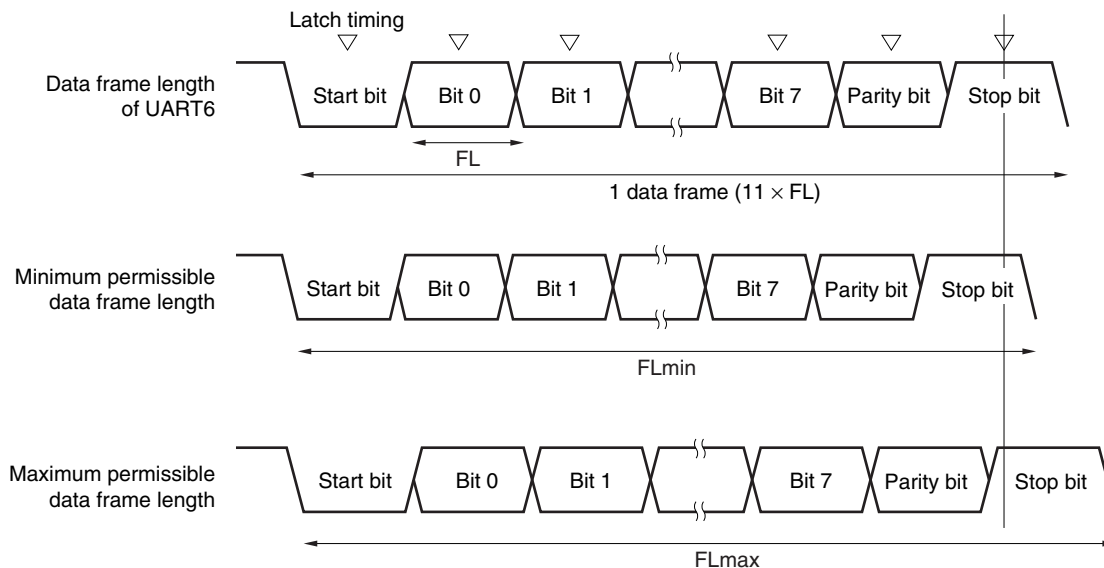 Latch timing
Data frame length
of UART6
Start bit
Bit 0
Bit 1
Bit 7
Parity bit
Stop bit
FL
1 data frame (11 × FL)
Minimum permissible
data frame length
Start bit
Bit 0
Bit 1
Bit 7
Parity bit
Stop bit
FLmin
Maximum permissible
data frame length
Start bit
Bit 0
Bit 1
Bit 7
Parity bit
Stop bit
FLmax